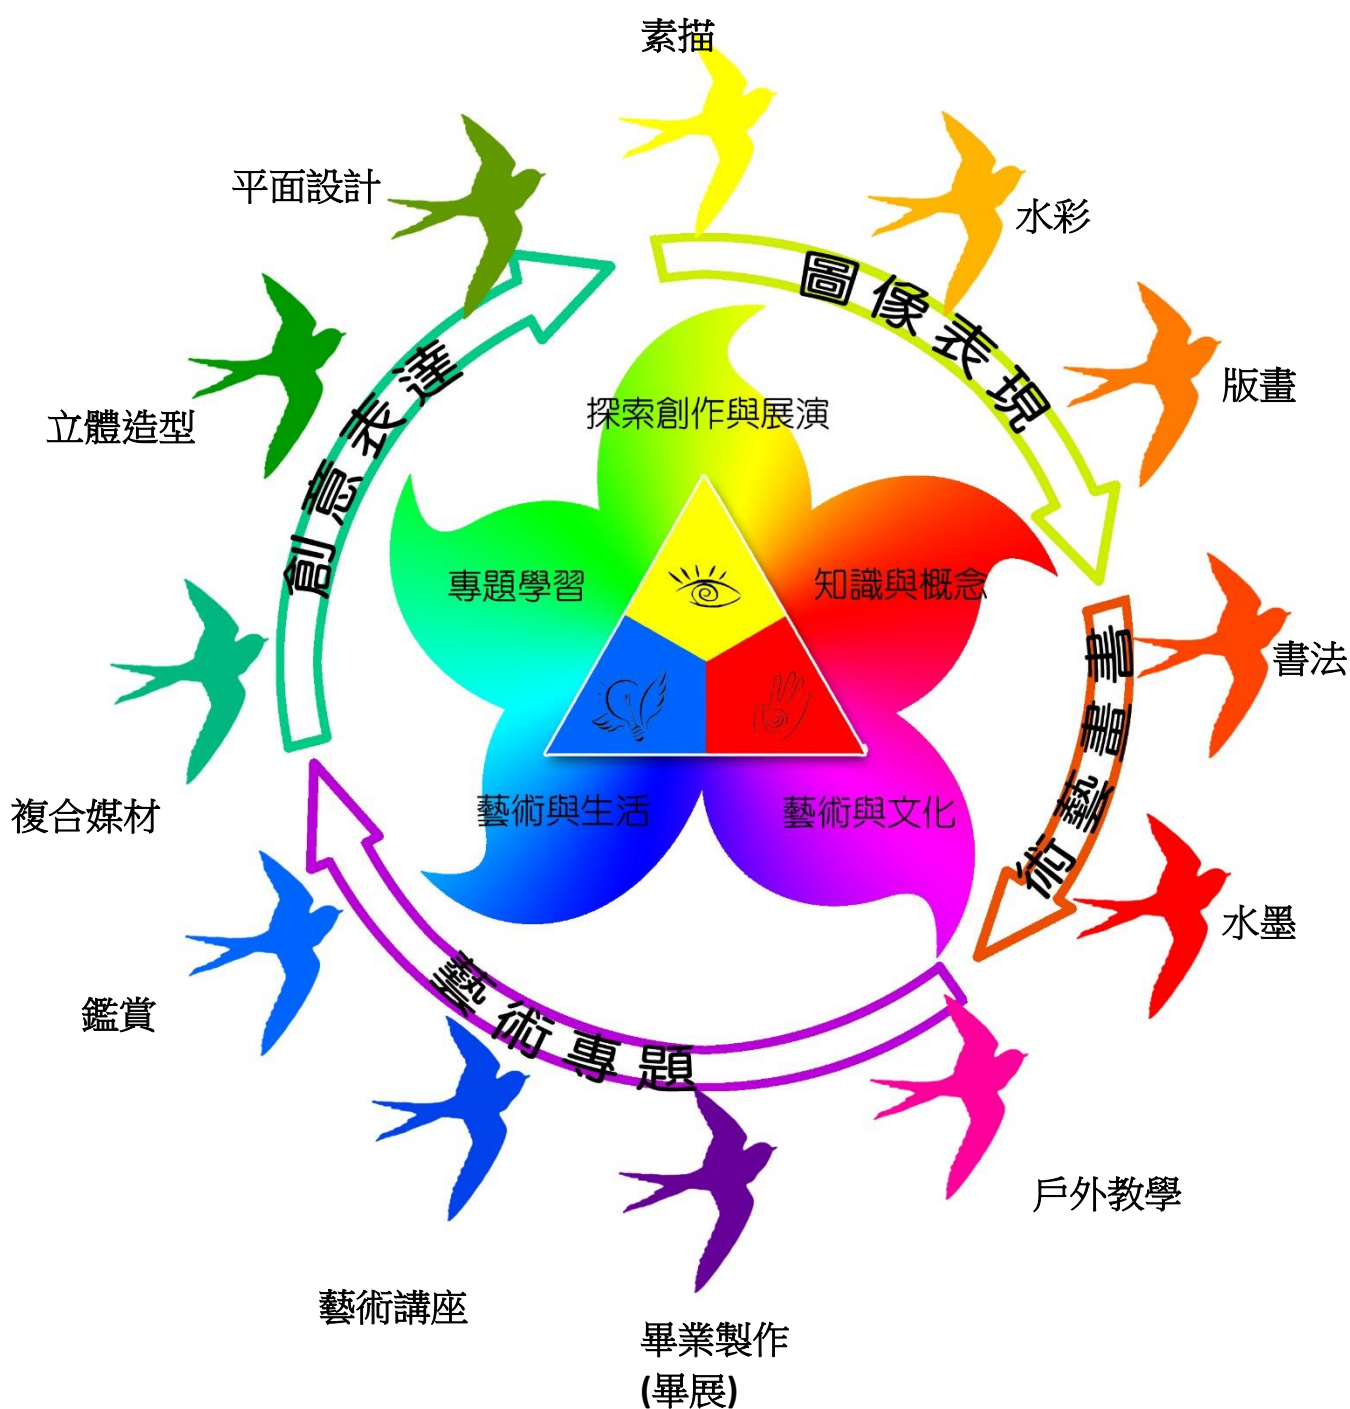 素描
水彩
版畫
書法
水墨
戶外教學
畢業製作
(畢展)
藝術講座
鑑賞
複合媒材
立體造型
平面設計
圖像表現
書畫藝術
藝術專題
創意表達
探索創作與展演
知識與概念
藝術與文化
藝術與生活
專題學習